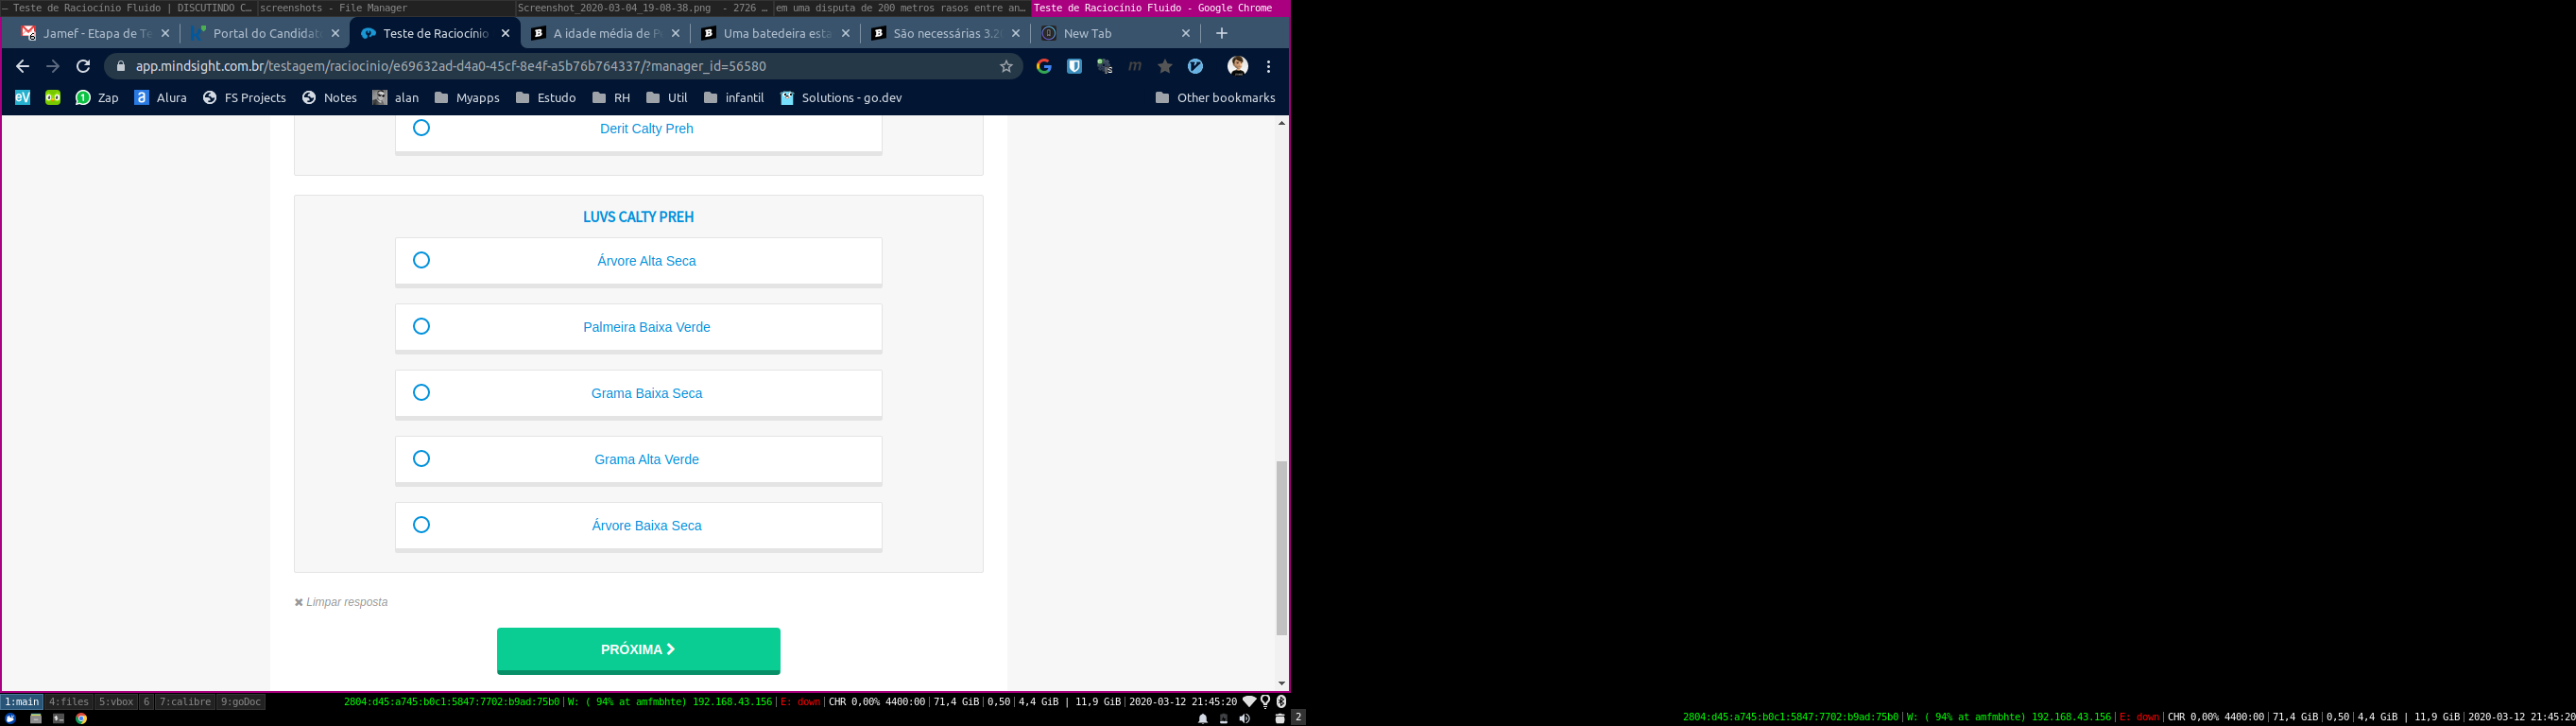 — Teste de Raciocínio Fluido | DISCUTINDO C… screenshots - File Manager Screenshot_2020-03-04_19-08-38.png - 2726 … em uma disputa de 200 metros rasos entre an… Teste de Raciocínio Fluido - Google Chrome
Jamef - Etapa de Te Portal do Candidat Teste de Raciocínio A idade média de P Uma batedeira esta São necessárias 3.2 New Tab
app.mindsight.com.br/testagem/raciocinio/e69632ad-d4a0-45cf-8e4f-a5b76b764337/?manager_id=56580
Zap Alura FS Projects Notes alan Myapps Estudo RH Util infantil Solutions - go.dev Other bookmarks
Derit Calty Preh
LUVS CALTY PREH
Árvore Alta Seca
Palmeira Baixa Verde
Grama Baixa Seca
Grama Alta Verde
Árvore Baixa Seca
✖ Limpar resposta
PRÓXIMA
1:main 4:files 5:vbox 6 7:calibre 9:goDoc 2804:d45:a745:b0c1:5847:7702:b9ad:75b0 | W: ( 94% at amfmbhte) 192.168.43.156 | E: down | CHR 0,00% 4400:00 | 71,4 GiB | 0,50 | 4,4 GiB | 11,9 GiB | 2020-03-12 21:45:20
2 2804:d45:a745:b0c1:5847:7702:b9ad:75b0 | W: ( 94% at amfmbhte) 192.168.43.156 | E: down | CHR 0,00% 4400:00 | 71,4 GiB | 0,50 | 4,4 GiB | 11,9 GiB | 2020-03-12 21:45:20